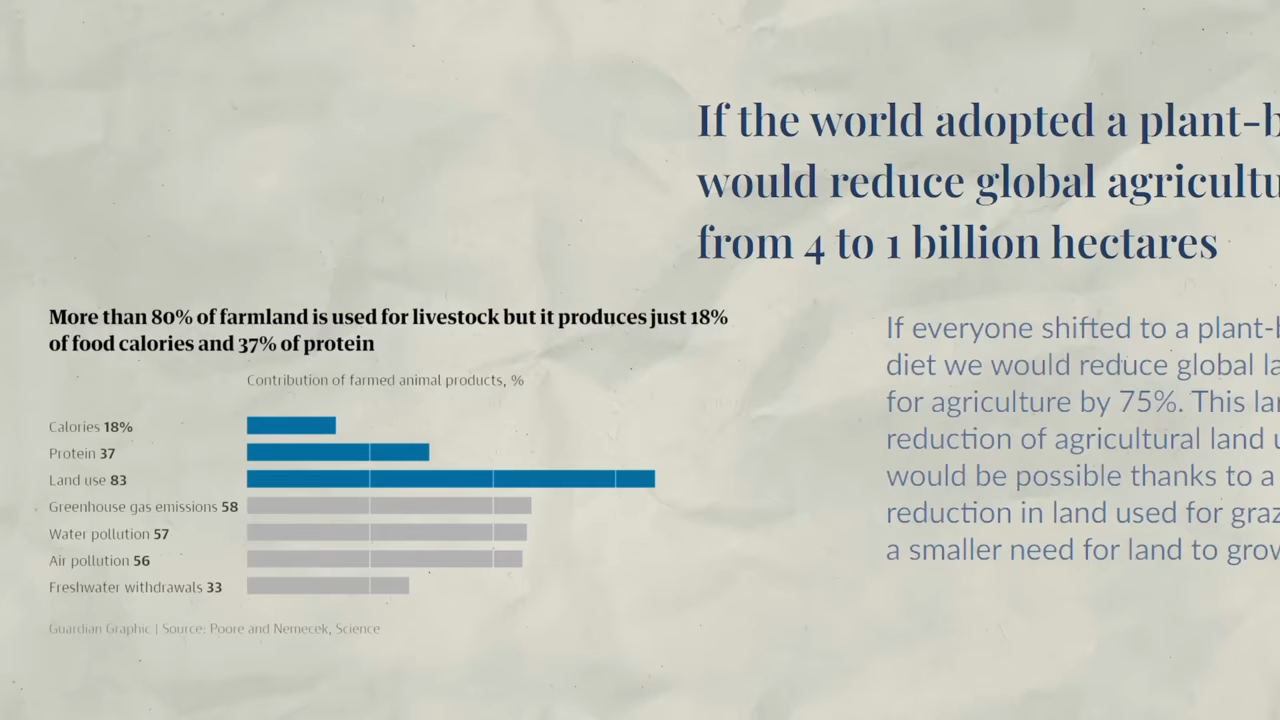 If the world adopted a plant-b
would reduce global agricultu
from 4 to 1 billion hectares
More than 80% of farmland is used for livestock but it produces just 18%
of food calories and 37% of protein
Contribution of farmed animal products, %
Calories 18%
Protein 37
Land use 83
Greenhouse gas emissions 58
Water pollution 57
Air pollution 56
Freshwater withdrawals 33
Guardian Graphic | Source: Poore and Nemecek, Science
If everyone shifted to a plant-b
diet we would reduce global la
for agriculture by 75%. This lar
reduction of agricultural land u
would be possible thanks to a
reduction in land used for graz
a smaller need for land to grow